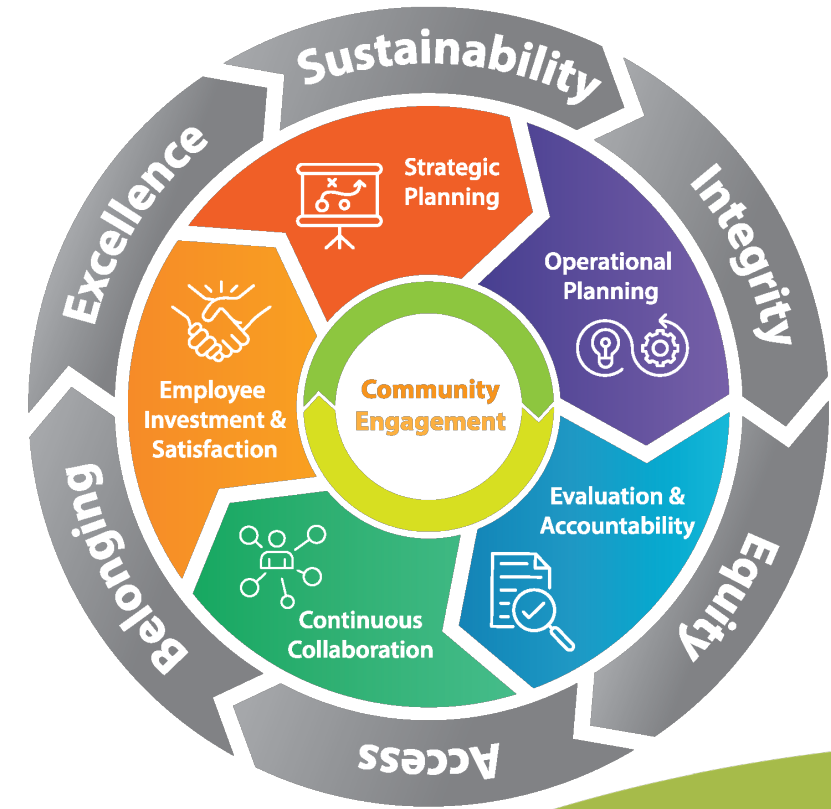 Sustainability
Integrity
Equity
Access
Belonging
Excellence
Strategic
Planning
Operational
Planning
Evaluation &
Accountability
Continuous
Collaboration
Employee
Investment &
Satisfaction
Community
Engagement